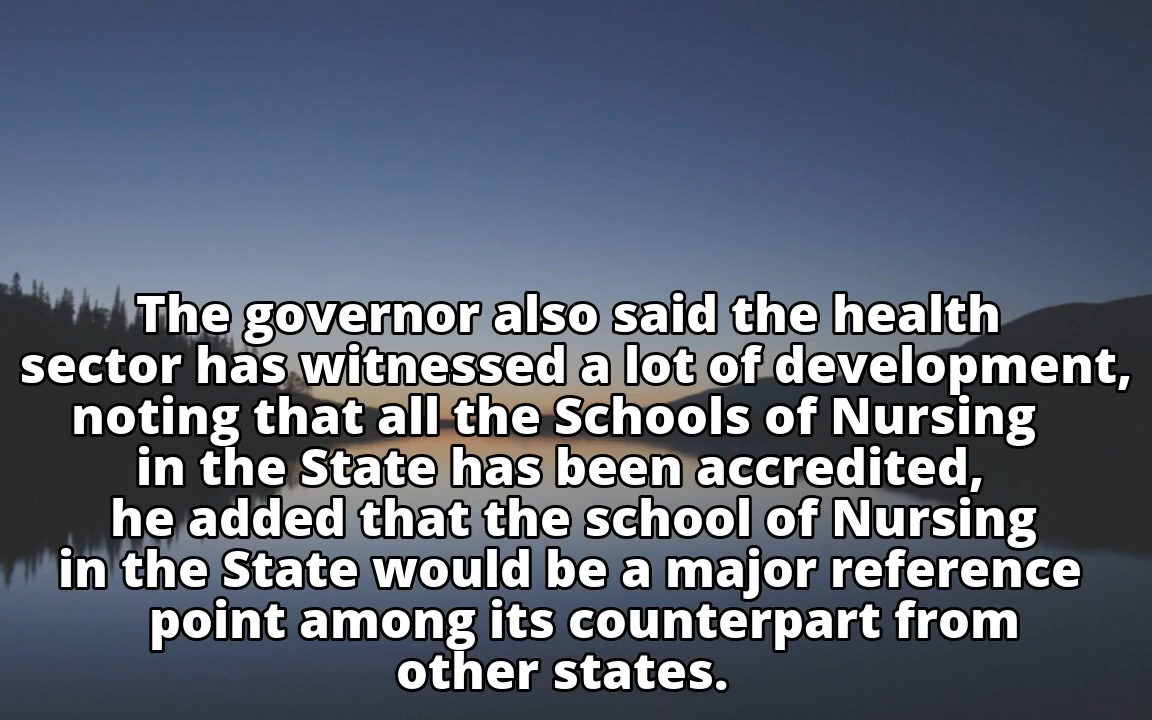 The governor also said the health
sector has witnessed a lot of development,
noting that all the Schools of Nursing
in the State has been accredited,
he added that the school of Nursing
in the State would be a major reference
point among its counterpart from
other states.